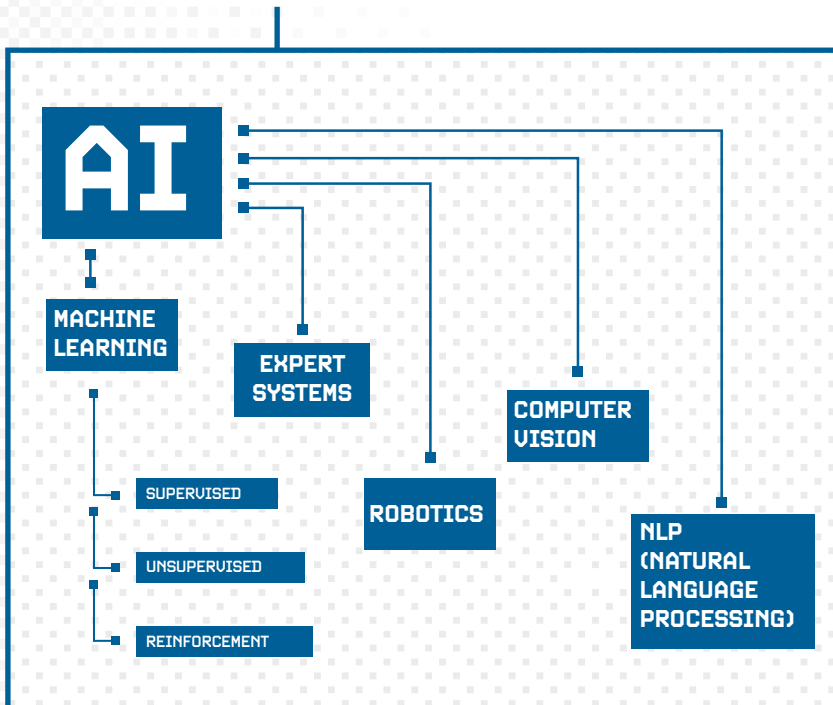 AI
MACHINE
LEARNING
EXPERT
SYSTEMS
COMPUTER
VISION
SUPERVISED
ROBOTICS
NLP
(NATURAL
LANGUAGE
PROCESSING)
UNSUPERVISED
REINFORCEMENT